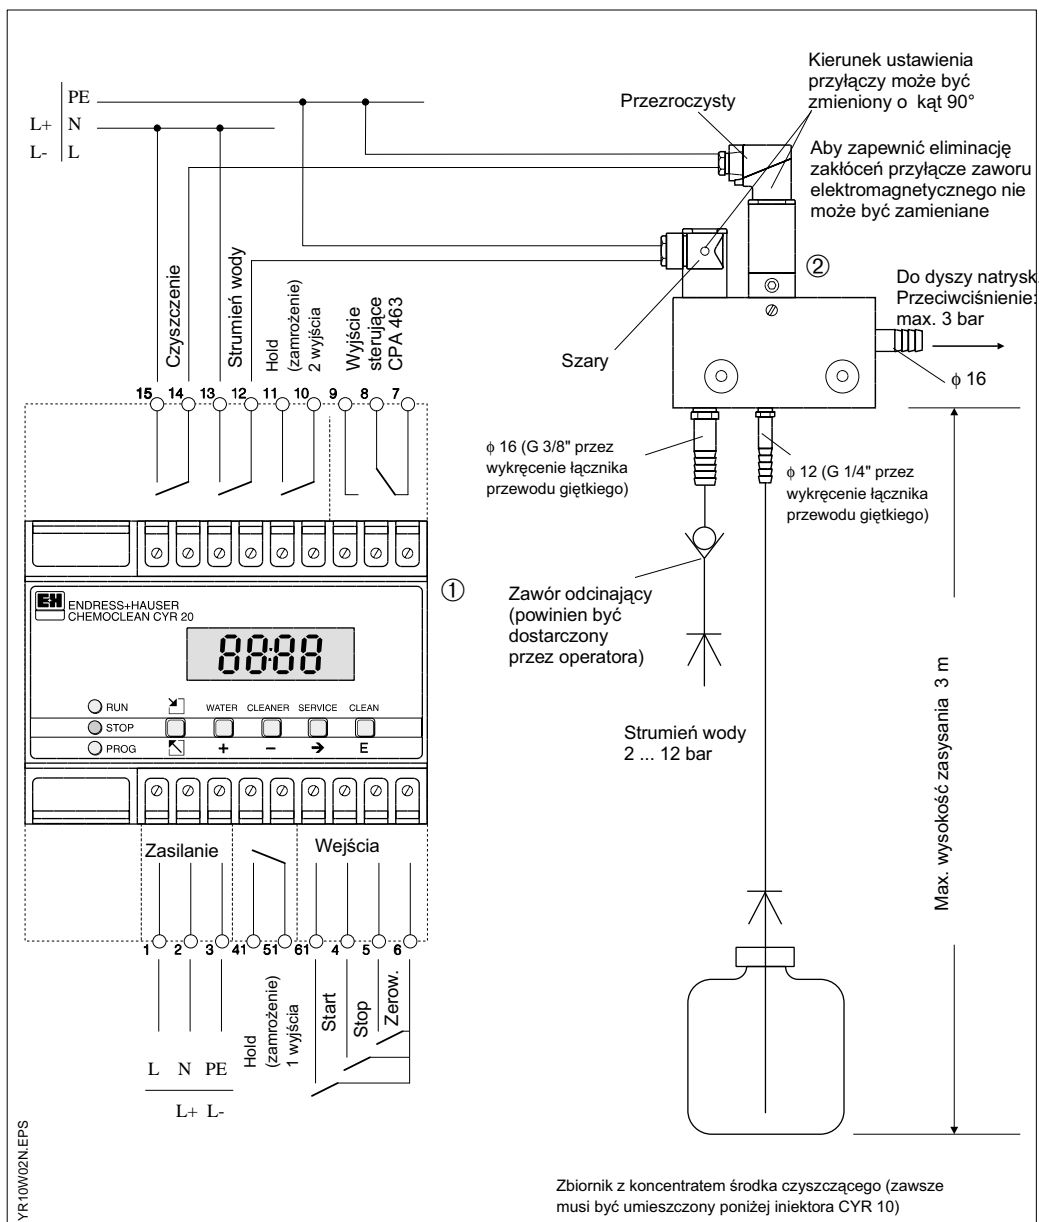 PE
L+ N
L- L
Przezroczysty
Kierunek ustawienia
przyłączy może być
zmieniony o kąt 90°
Aby zapewnić eliminację
zakłóceń przyłącze zaworu
elektromagnetycznego nie
może być zamieniane
②
Do dyszy natrysk.
Przeciwciśnienie:
max. 3 bar
Szary
ϕ 16
Czyszczenie
Strumień wody
Hold
(zamrożenie)
2 wyjścia
Wyjście
sterujące
CPA 463
15 14 13 12 11 10 9 8 7
ϕ 16 (G 3/8" przez
wykręcenie łącznika
przewodu giętkiego)
ϕ 12 (G 1/4" przez
wykręcenie łącznika
przewodu giętkiego)
①
E+H
ENDRESS+HAUSER
CHEMOCLEAN CYR 20
88:88
RUN
STOP
PROG
WATER CLEANER SERVICE CLEAN
+ − ➔ E
Zawór odcinający
(powinien być
dostarczony
przez operatora)
Strumień wody
2 ... 12 bar
Max. wysokość zasysania 3 m
Zasilanie
Wejścia
1 2 3 41 51 61 4 5 6
Hold
(zamrożenie)
1 wyjścia
Start
Stop
Zerow.
L N PE
L+ L-
YR10W02N.EPS
Zbiornik z koncentratem środka czyszczącego (zawsze
musi być umieszczony poniżej iniektora CYR 10)